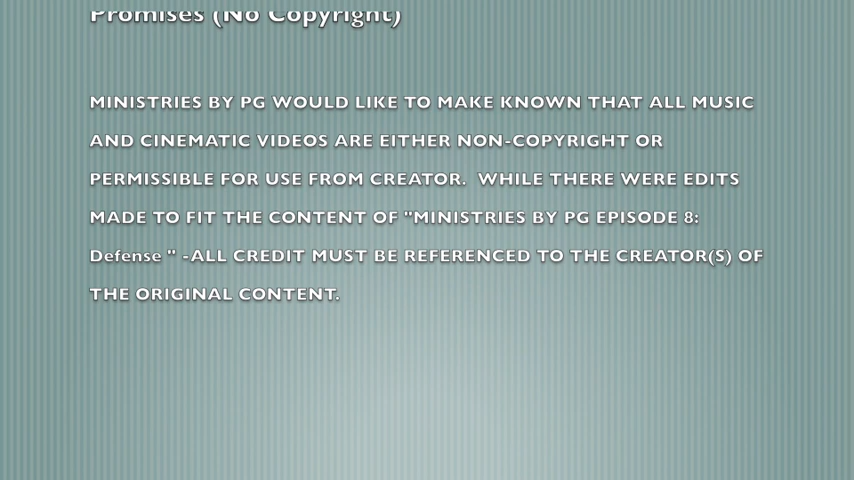 Promises (No Copyright)
MINISTRIES BY PG WOULD LIKE TO MAKE KNOWN THAT ALL MUSIC
AND CINEMATIC VIDEOS ARE EITHER NON-COPYRIGHT OR
PERMISSIBLE FOR USE FROM CREATOR.  WHILE THERE WERE EDITS
MADE TO FIT THE CONTENT OF "MINISTRIES BY PG EPISODE 8:
Defense " -ALL CREDIT MUST BE REFERENCED TO THE CREATOR(S) OF
THE ORIGINAL CONTENT.